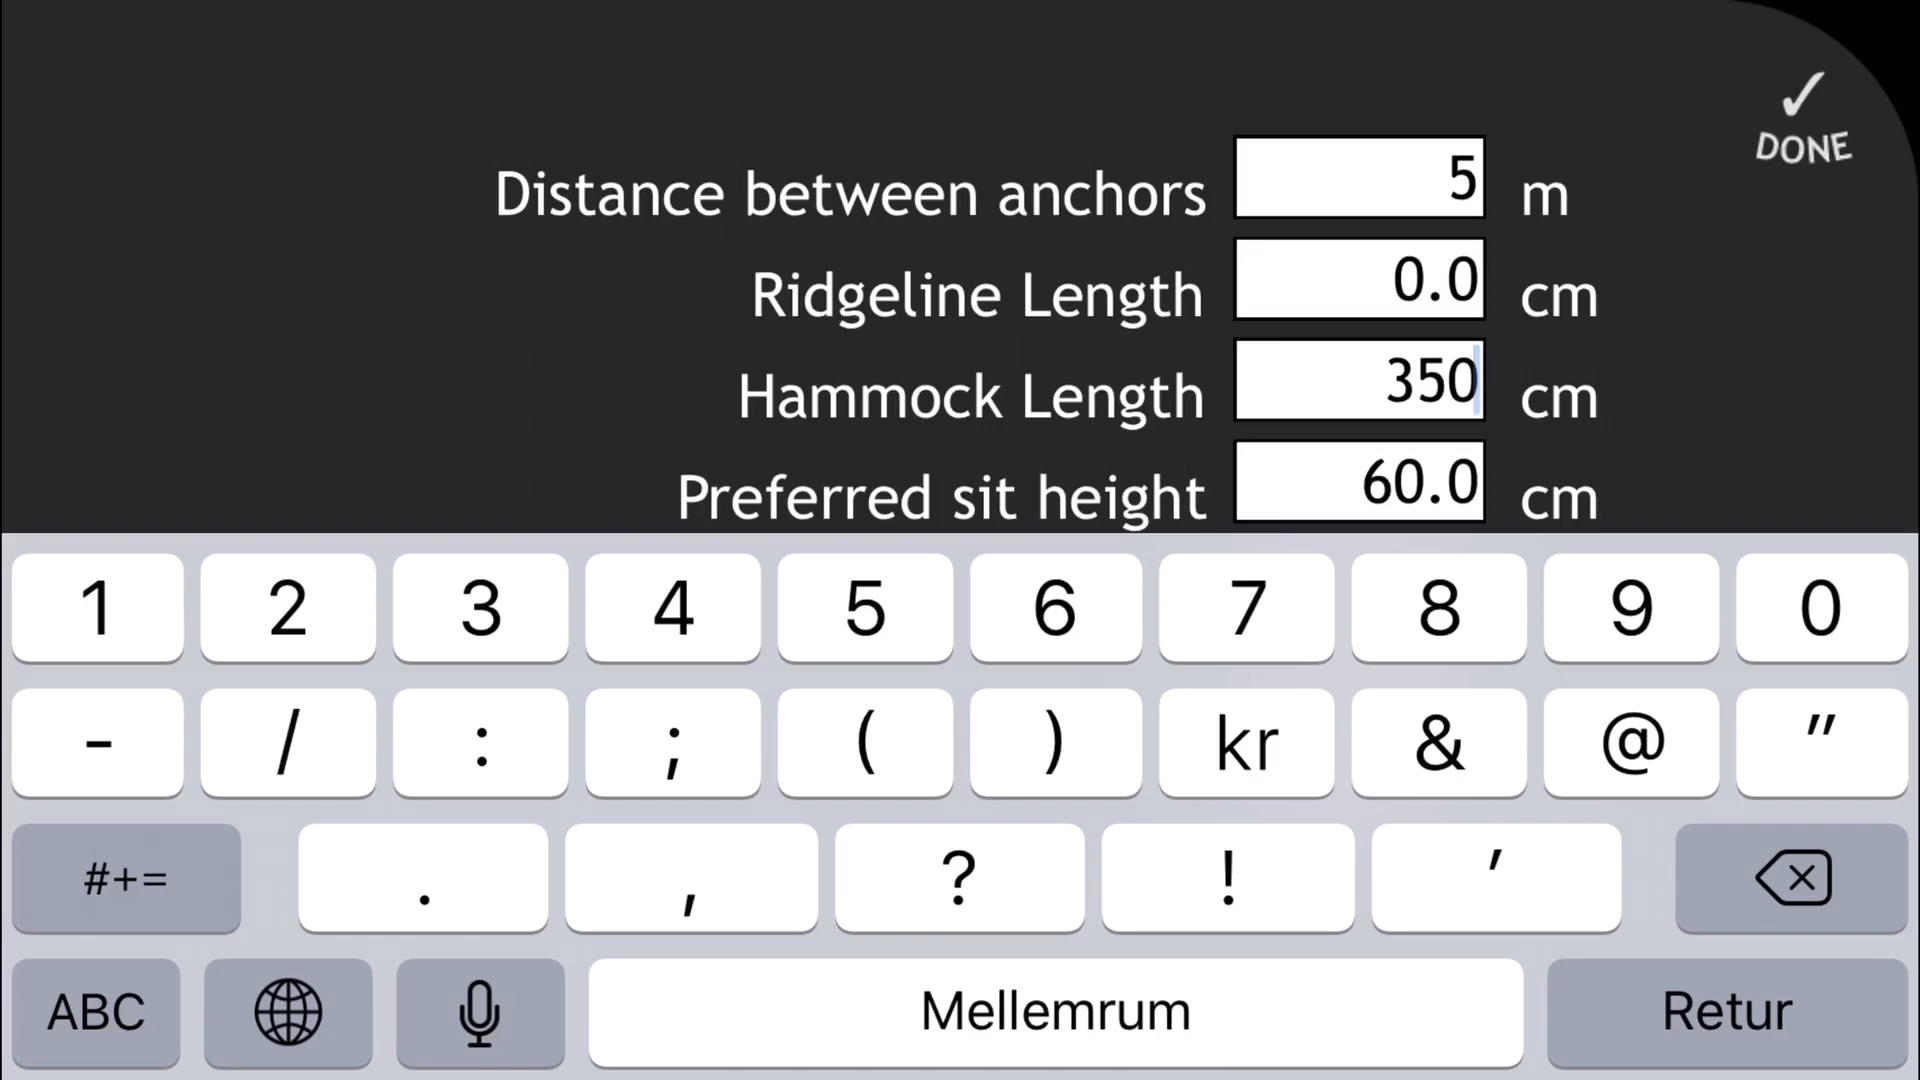 ✓
DONE
Distance between anchors 5 m
Ridgeline Length 0.0 cm
Hammock Length 350 cm
Preferred sit height 60.0 cm
1 2 3 4 5 6 7 8 9 0
- / : ; ( ) kr & @ "
#+= . , ? ! '
ABC Mellemrum Retur